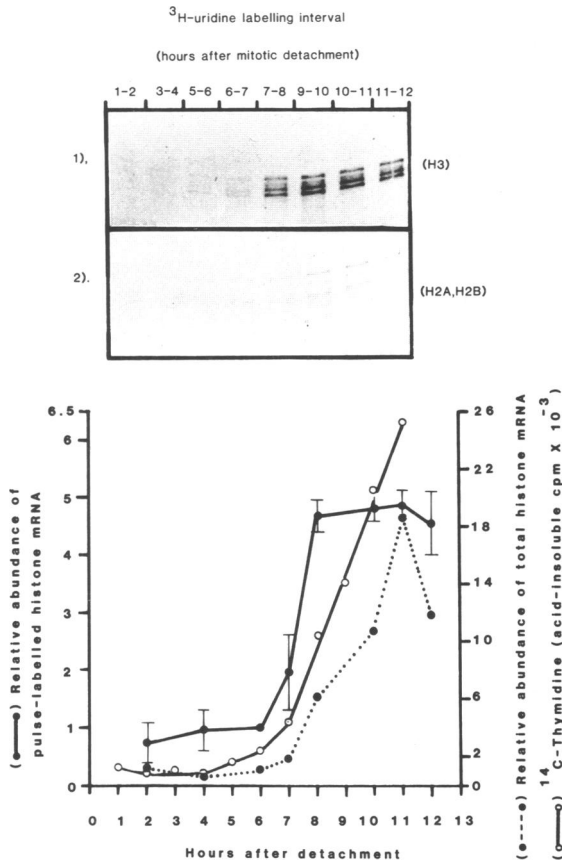 3H-uridine labelling interval
(hours after mitotic detachment)
1-2 3-4 5-6 6-7 7-8 9-10 10-11 11-12
1). (H3)
2). (H2A,H2B)
(●—●) Relative abundance of
pulse-labelled histone mRNA
6.5
6
5
4
3
2
1
0
26
22
18
14
10
6
2
0
(●---●) Relative abundance of total histone mRNA
(○—○) 14C-Thymidine (acid-insoluble cpm X 10-3)
0 1 2 3 4 5 6 7 8 9 10 11 12 13
Hours after detachment